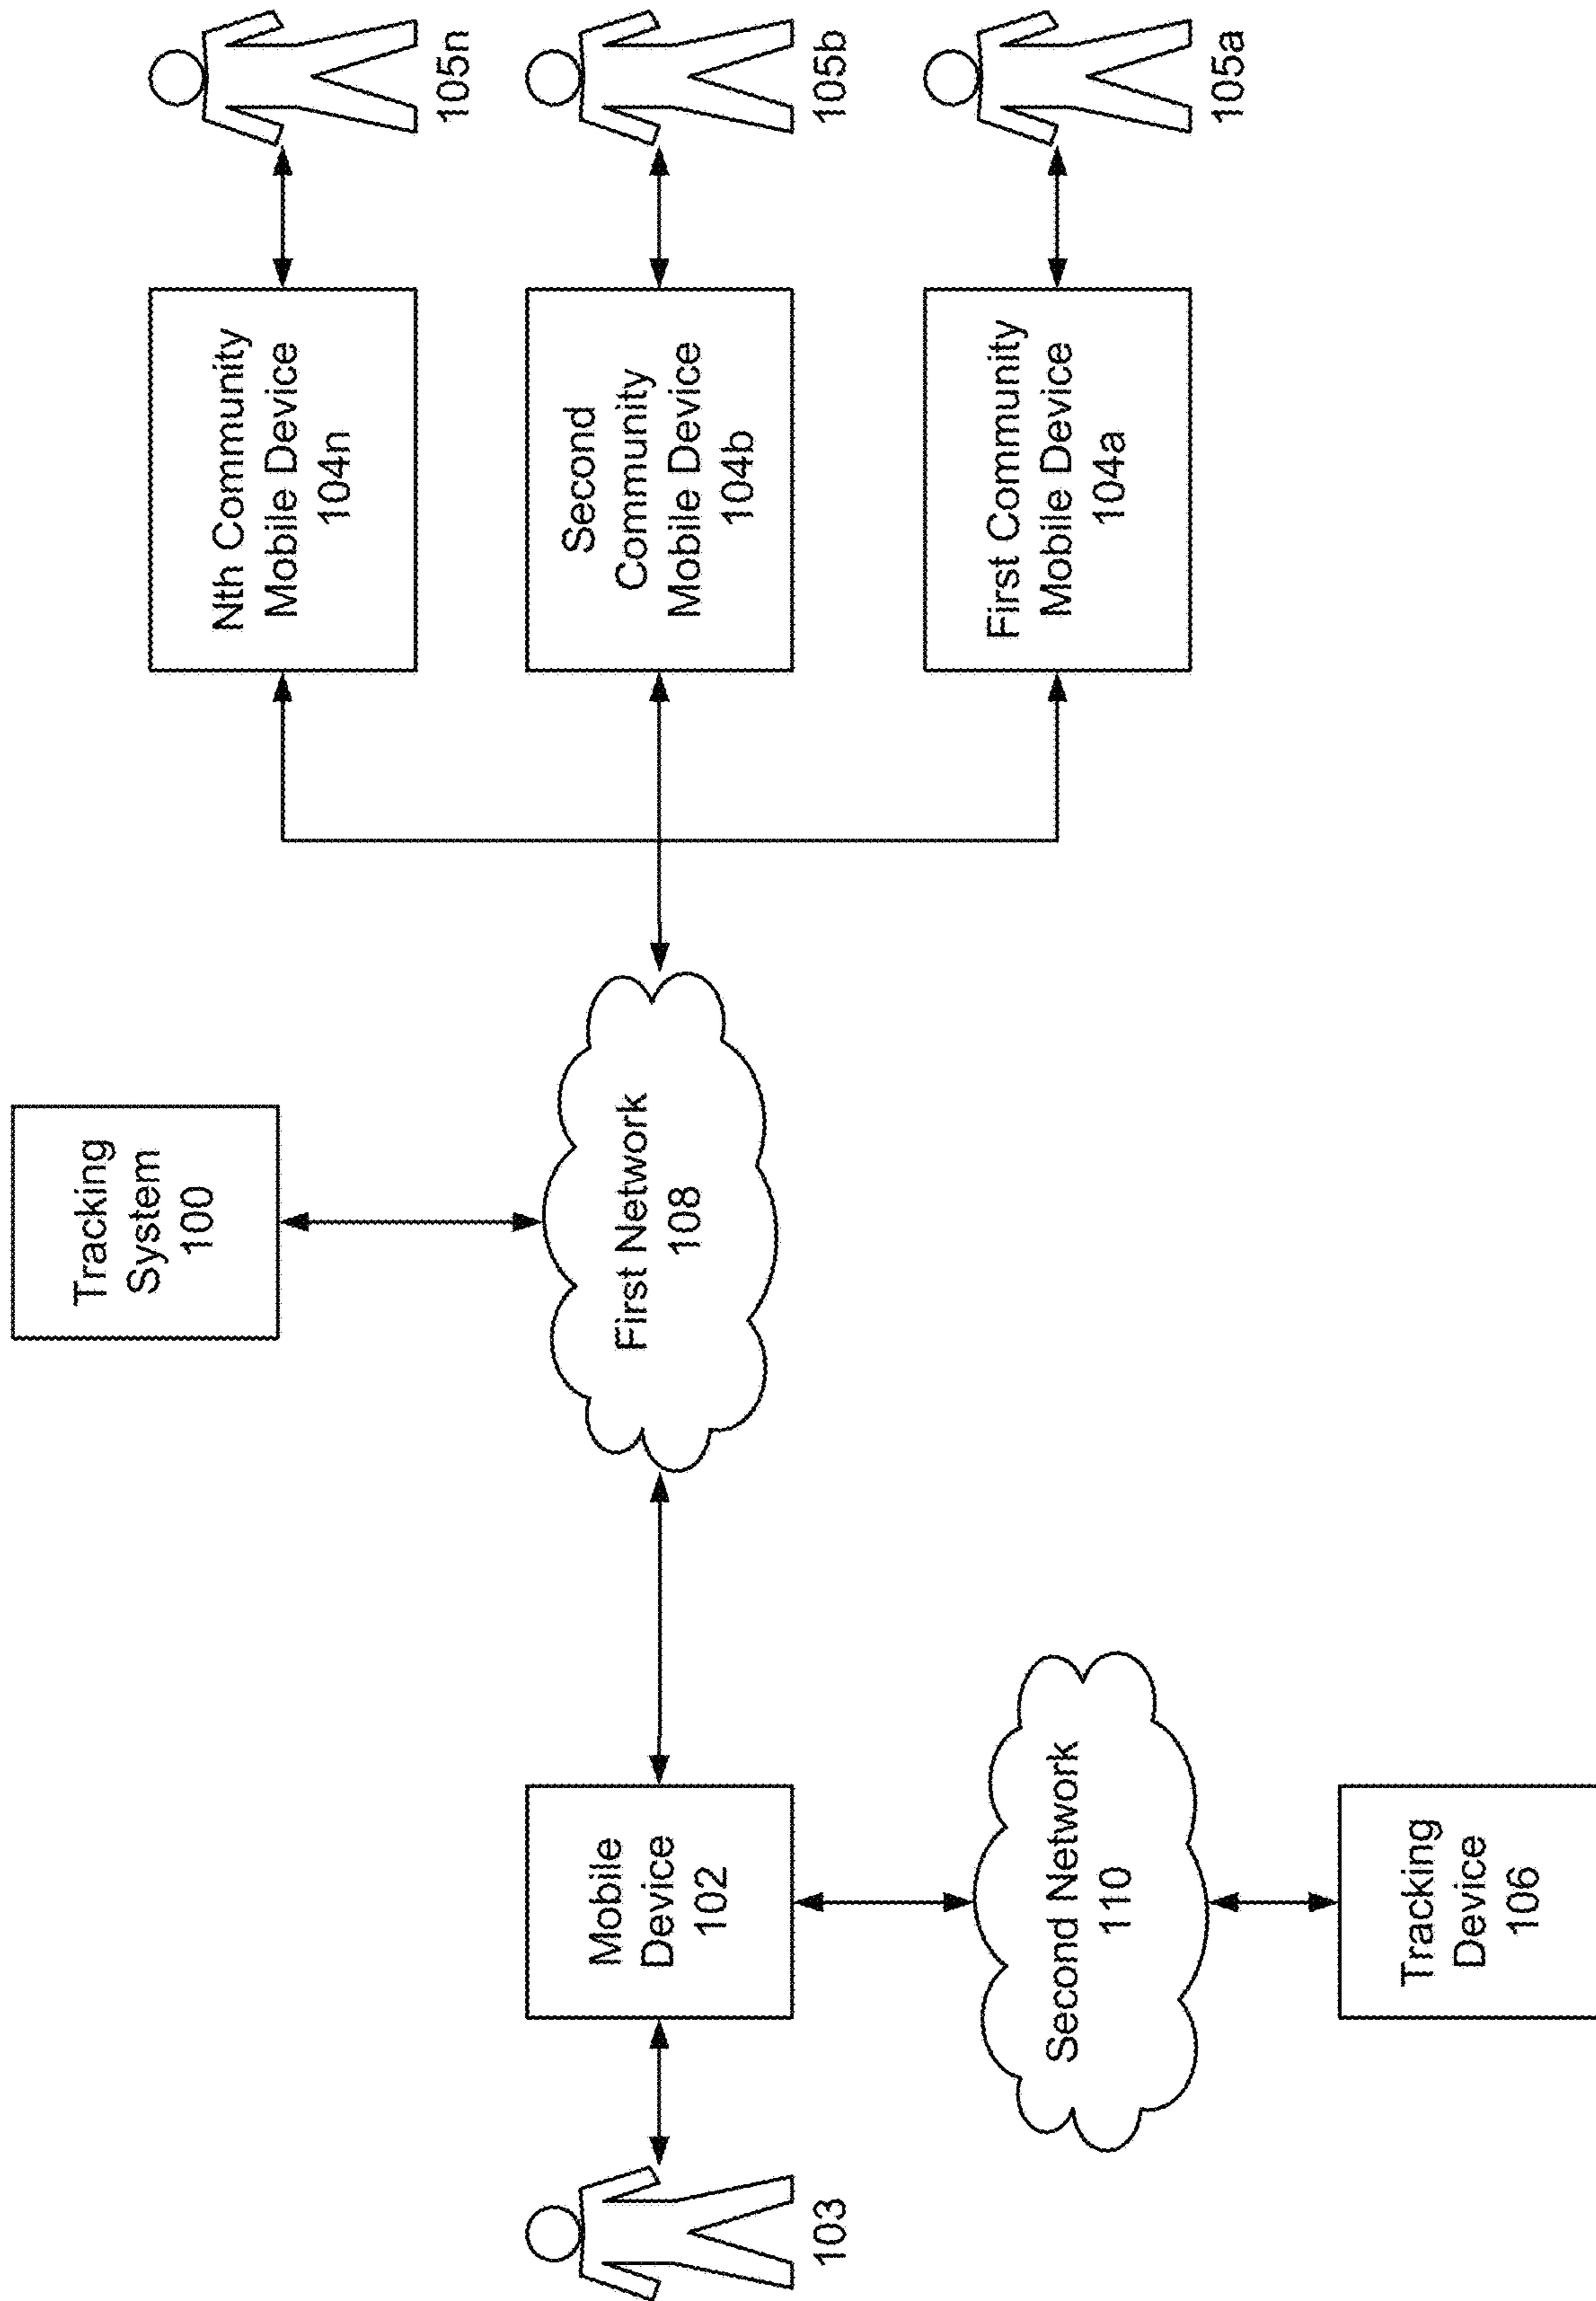 Tracking
System
100
Nth Community
Mobile Device
104n
105n
103
Mobile
Device
102
First Network
108
Second
Community
Mobile Device
104b
105b
Second Network
110
First Community
Mobile Device
104a
105a
Tracking
Device
106